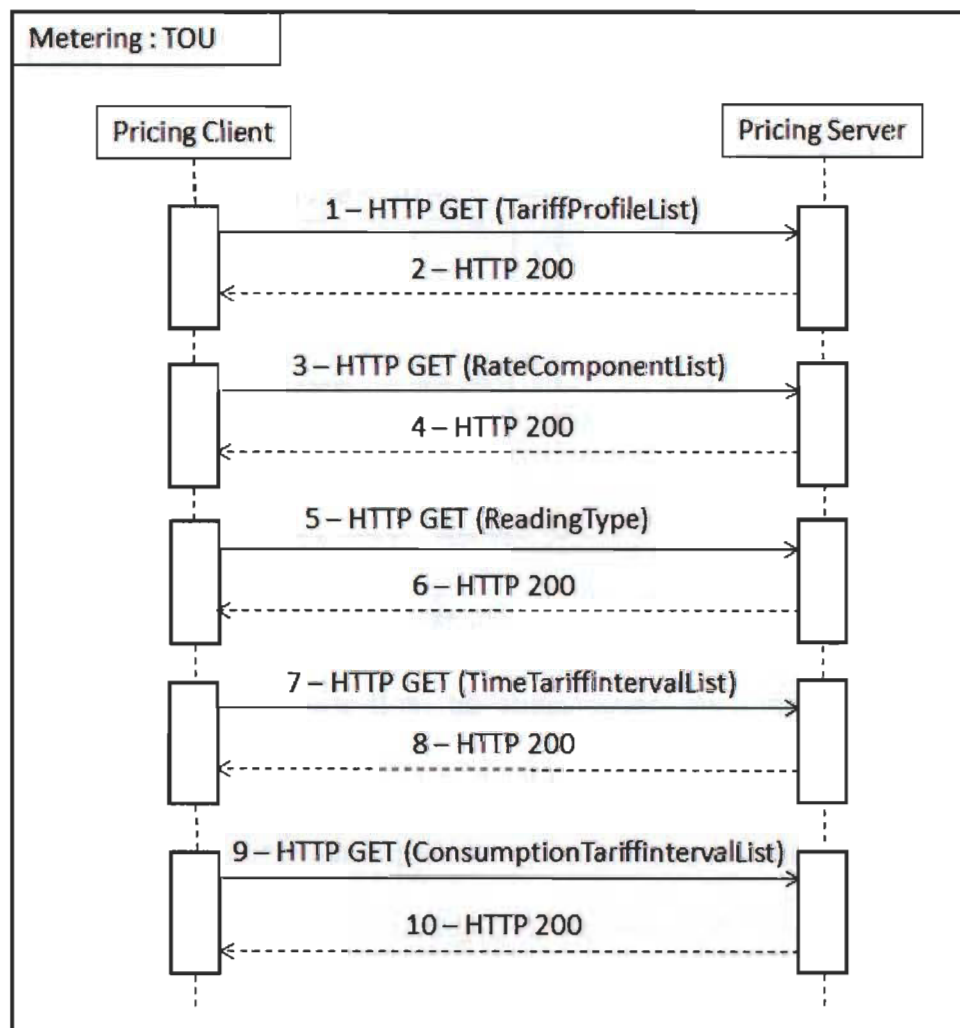 Metering : TOU
Pricing Client
Pricing Server
1 – HTTP GET (TariffProfileList)
2 – HTTP 200
3 – HTTP GET (RateComponentList)
4 – HTTP 200
5 – HTTP GET (ReadingType)
6 – HTTP 200
7 – HTTP GET (TimeTariffIntervalList)
8 – HTTP 200
9 – HTTP GET (ConsumptionTariffintervalList)
10 – HTTP 200